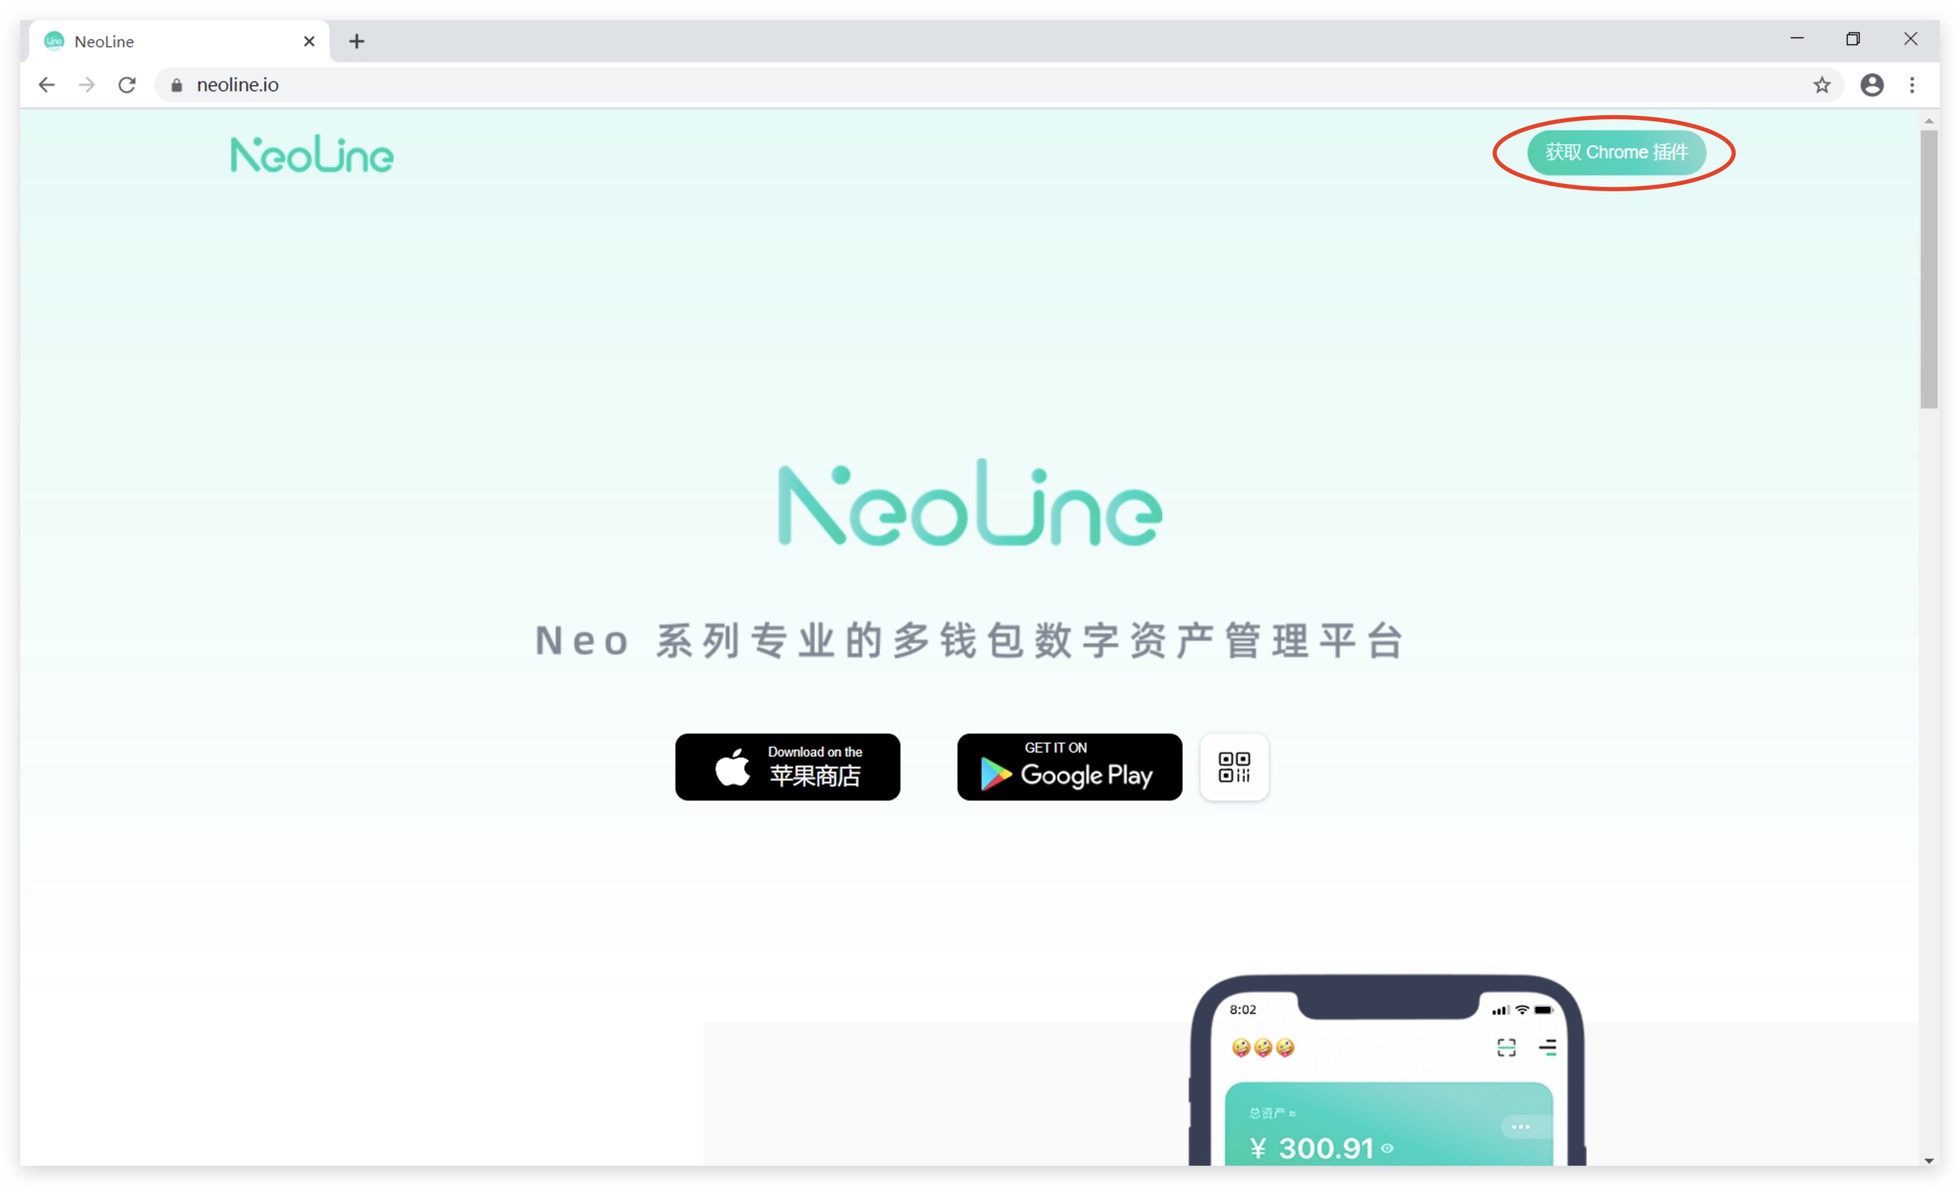 NeoLine
neoline.io
NeoLine
获取 Chrome 插件
NeoLine
Neo 系列专业的多钱包数字资产管理平台
Download on the
苹果商店
GET IT ON
Google Play
8:02
总资产 ≈
¥ 300.91